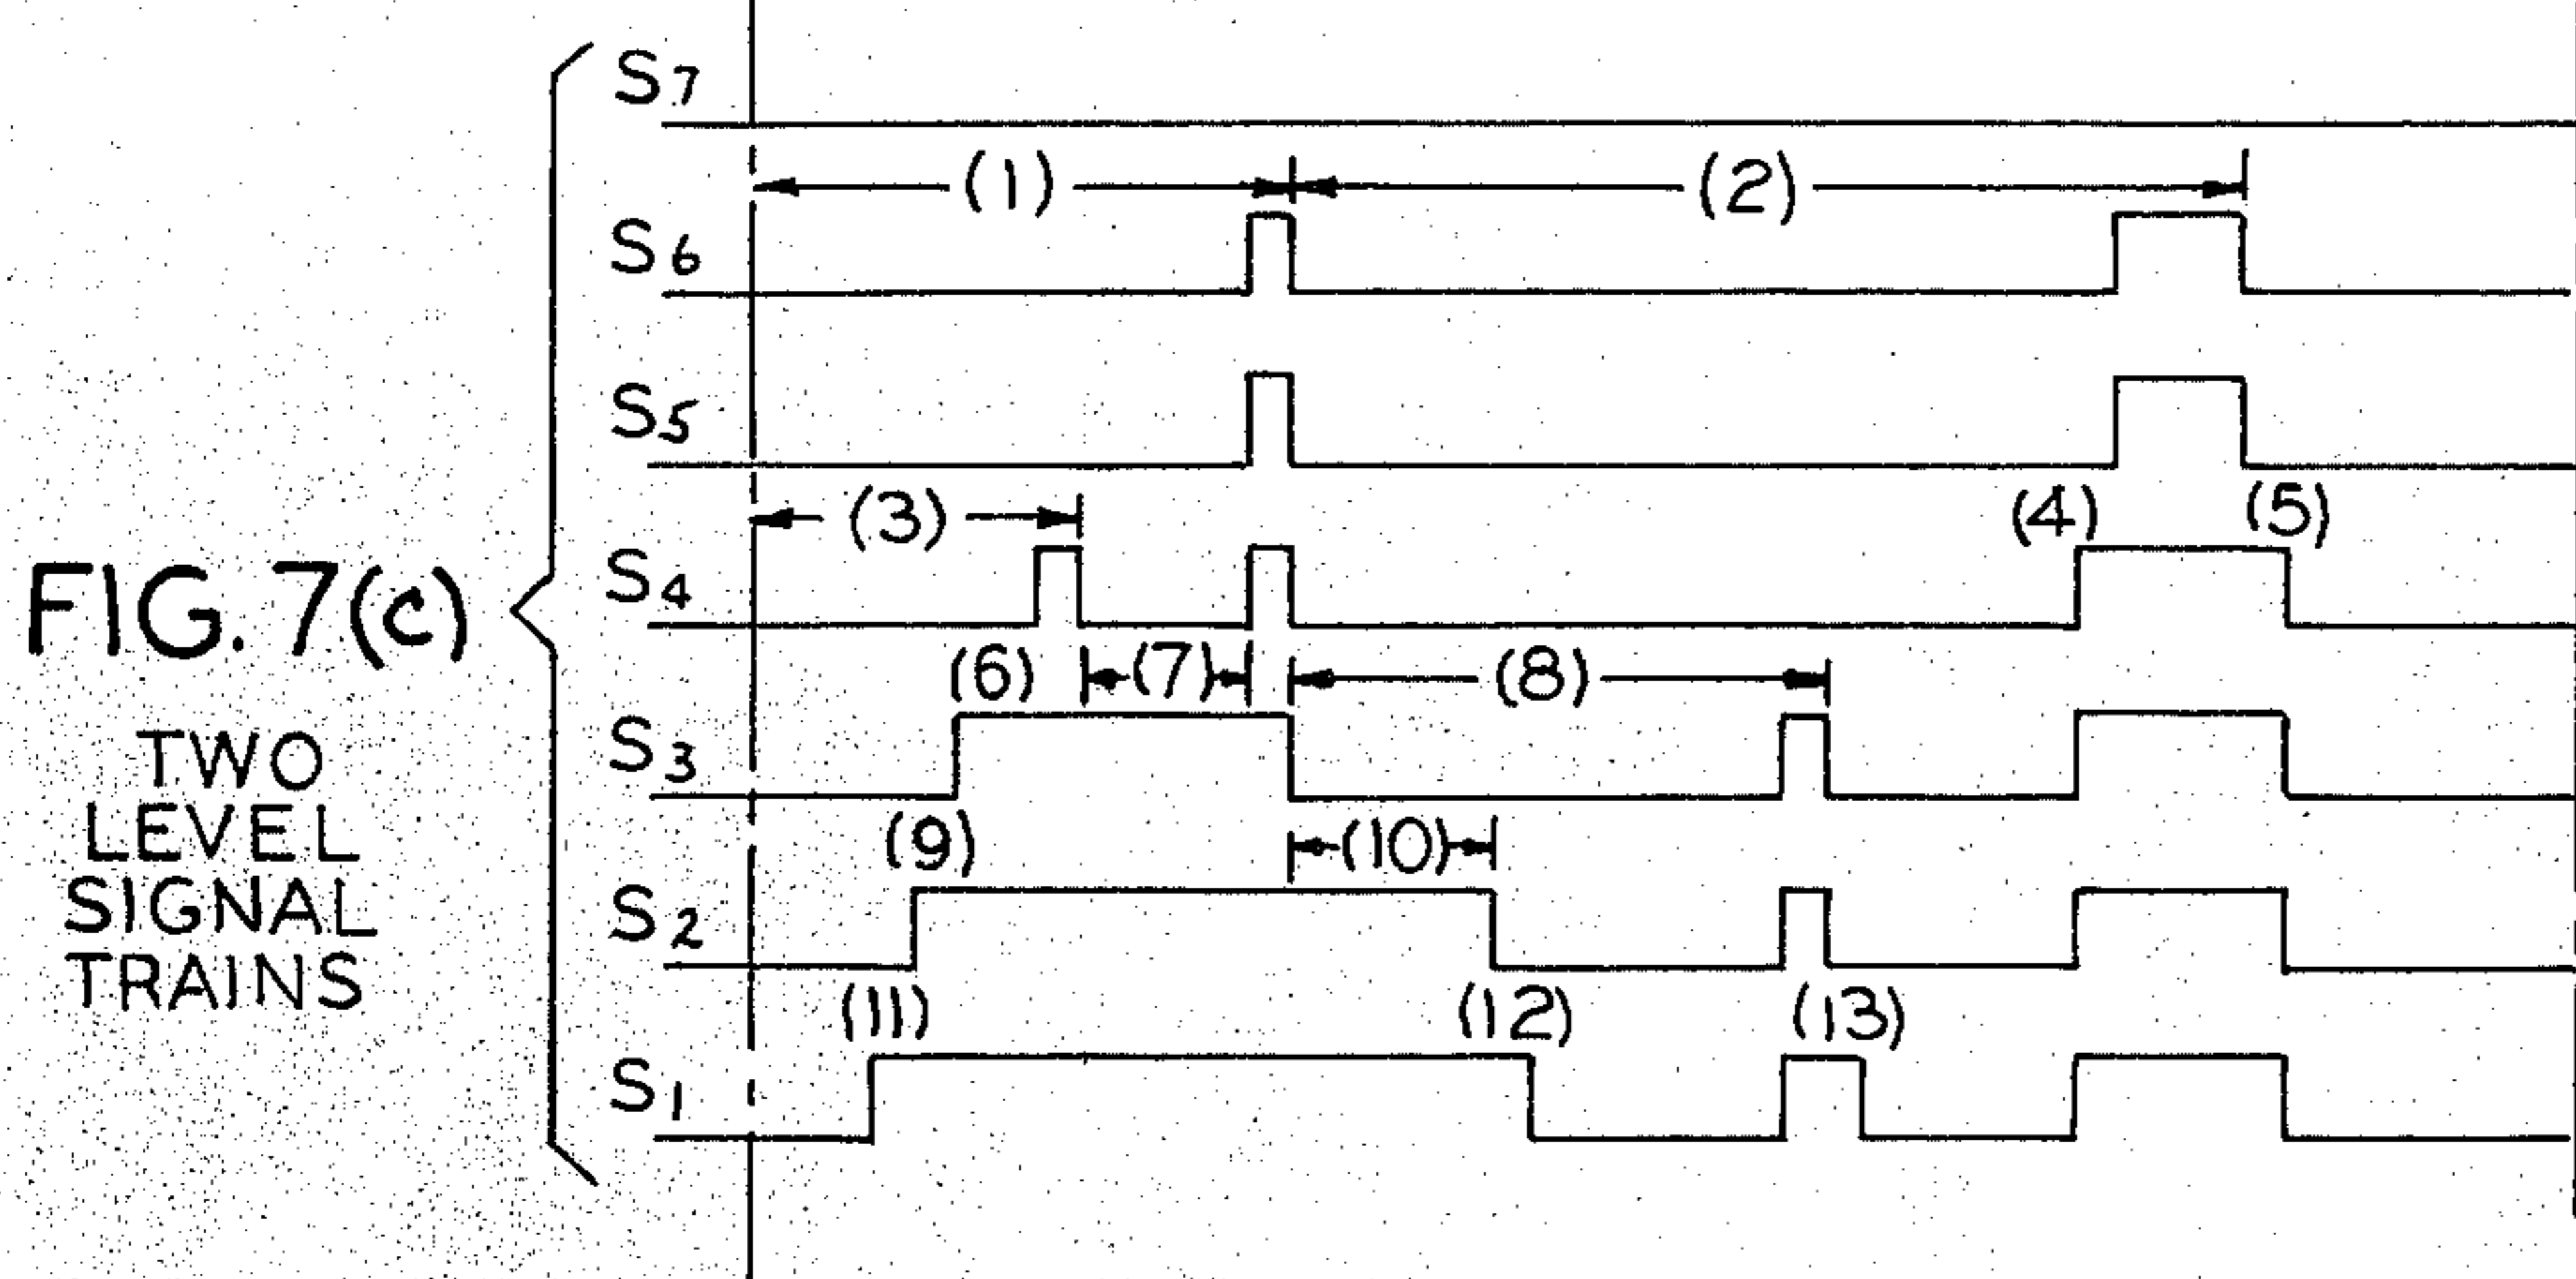 S7
(1) (2)
S6
S5
(3) (4) (5)
S4
(6) (7) (8)
S3
(9) (10)
S2
(11) (12) (13)
S1
FIG. 7(c)
TWO
LEVEL
SIGNAL
TRAINS